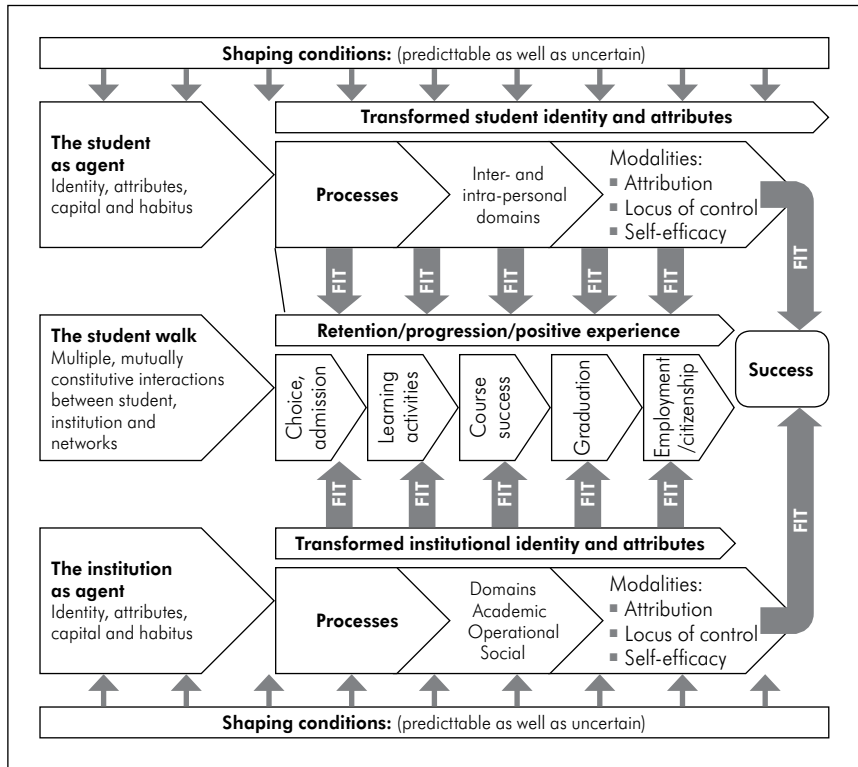 Shaping conditions: (predicttable as well as uncertain)
Transformed student identity and attributes
The student
as agent
Identity, attributes,
capital and habitus
Processes
Inter- and
intra-personal
domains
Modalities:
▪ Attribution
▪ Locus of control
▪ Self-efficacy
FIT
FIT
FIT
FIT
FIT
FIT
Retention/progression/positive experience
The student walk
Multiple, mutually
constitutive interactions
between student,
institution and
networks
Choice,
admission
Learning
activities
Course
success
Graduation
Employment
/citizenship
Success
FIT
FIT
FIT
FIT
FIT
FIT
Transformed institutional identity and attributes
The institution
as agent
Identity, attributes,
capital and habitus
Processes
Domains
Academic
Operational
Social
Modalities:
▪ Attribution
▪ Locus of control
▪ Self-efficacy
Shaping conditions: (predicttable as well as uncertain)